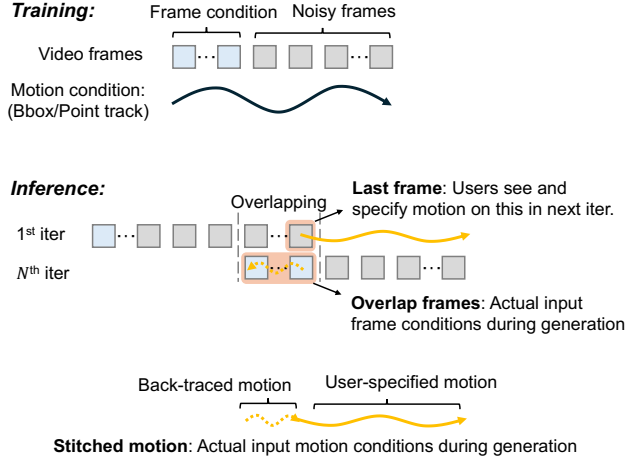 Training:
Frame condition
Noisy frames
Video frames
Motion condition:
(Bbox/Point track)
Inference:
Overlapping
Last frame: Users see and
specify motion on this in next iter.
1st iter
Nth iter
Overlap frames: Actual input
frame conditions during generation
Back-traced motion
User-specified motion
Stitched motion: Actual input motion conditions during generation